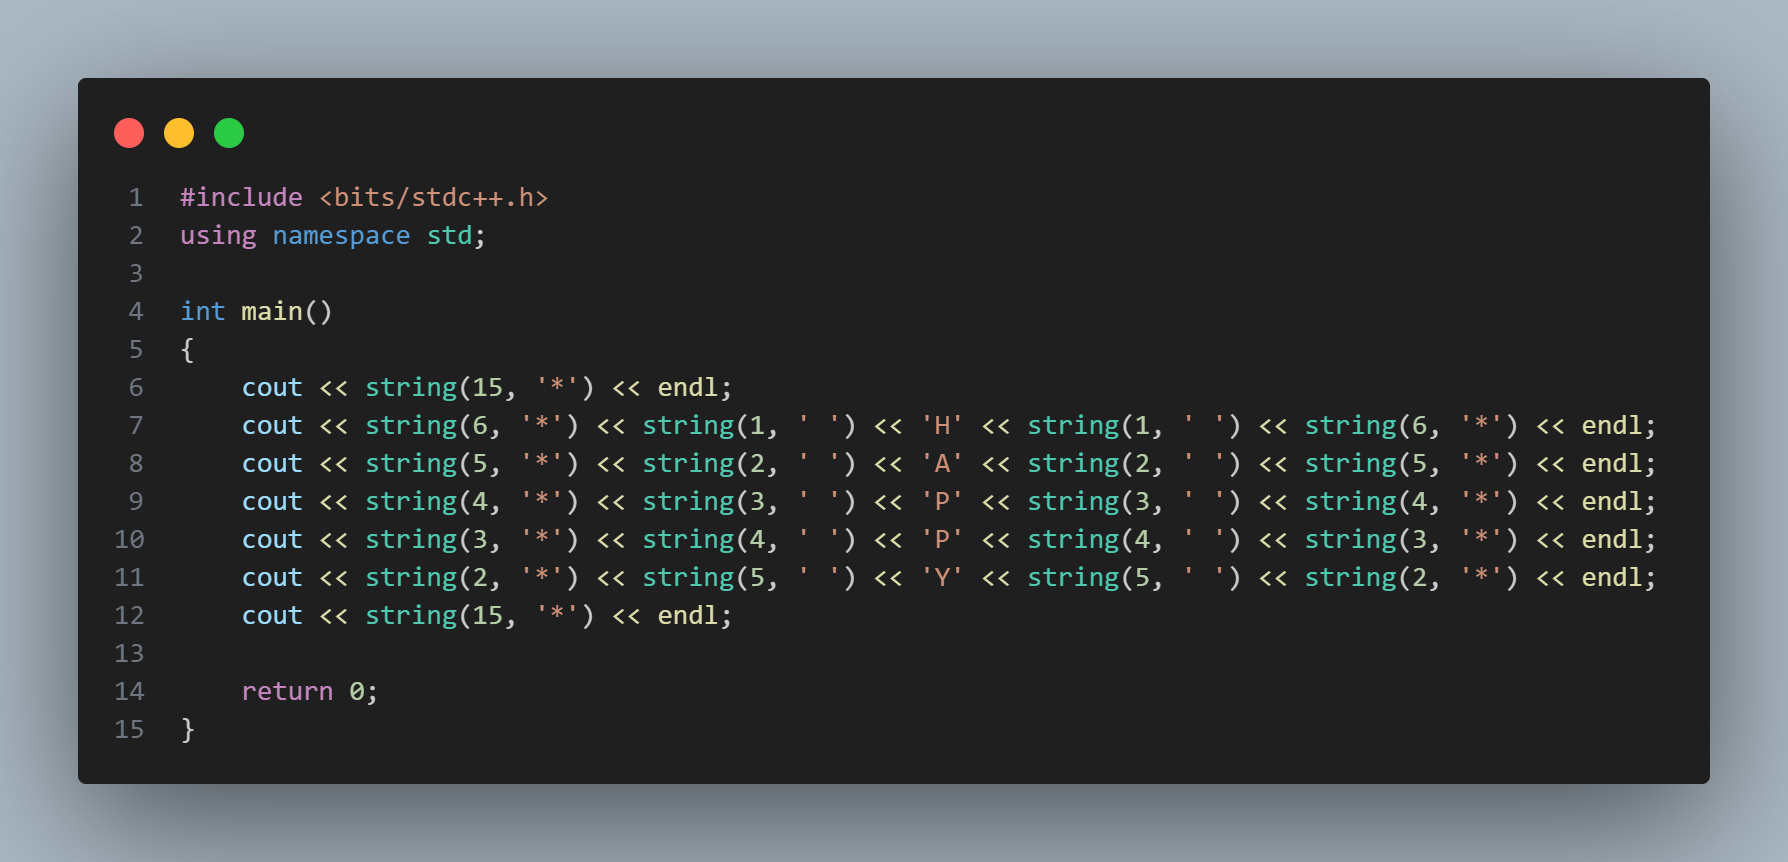 1 #include <bits/stdc++.h>
2 using namespace std;
3
4 int main()
5 {
6     cout << string(15, '*') << endl;
7     cout << string(6, '*') << string(1, ' ') << 'H' << string(1, ' ') << string(6, '*') << endl;
8     cout << string(5, '*') << string(2, ' ') << 'A' << string(2, ' ') << string(5, '*') << endl;
9     cout << string(4, '*') << string(3, ' ') << 'P' << string(3, ' ') << string(4, '*') << endl;
10     cout << string(3, '*') << string(4, ' ') << 'P' << string(4, ' ') << string(3, '*') << endl;
11     cout << string(2, '*') << string(5, ' ') << 'Y' << string(5, ' ') << string(2, '*') << endl;
12     cout << string(15, '*') << endl;
13
14     return 0;
15 }